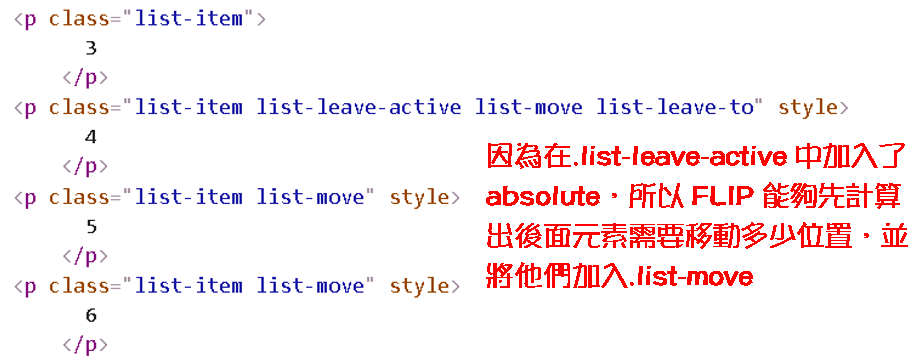 <p class="list-item">
3
</p>
<p class="list-item list-leave-active list-move list-leave-to" style>
4
</p>
<p class="list-item list-move" style>
5
</p>
<p class="list-item list-move" style>
6
</p>
因為在.list-leave-active 中加入了
absolute，所以 FLIP 能夠先計算
出後面元素需要移動多少位置，並
將他們加入.list-move